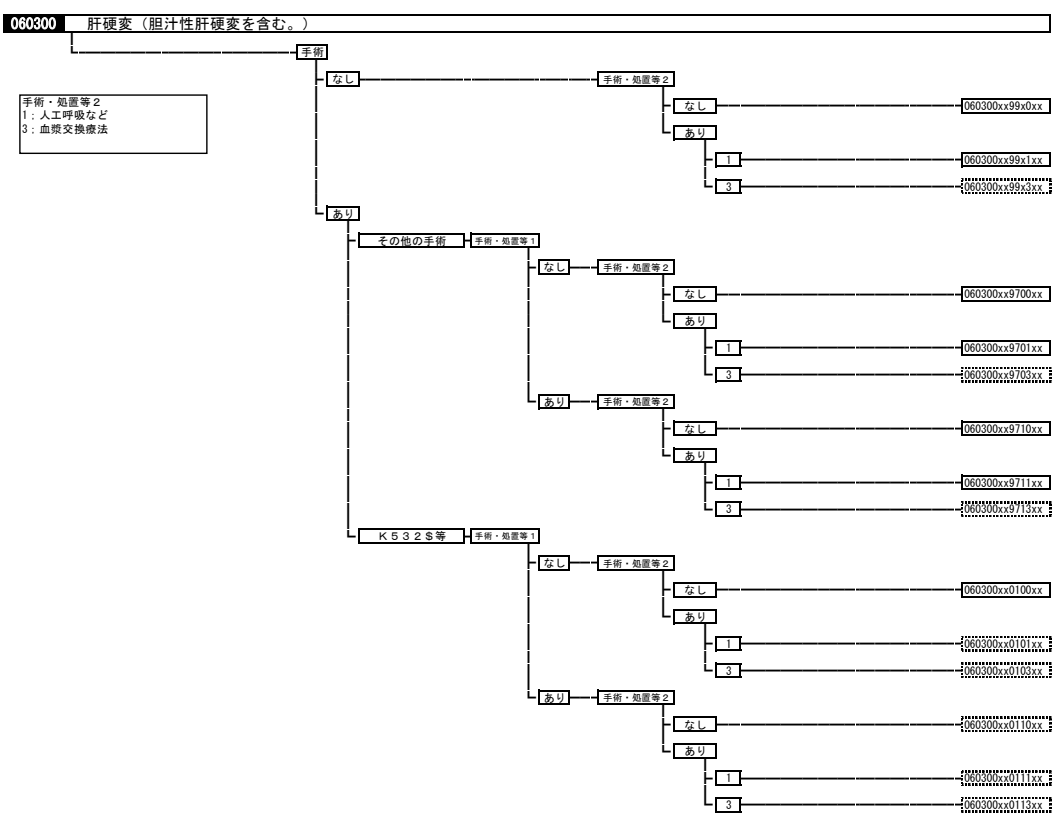 060300 肝硬変（胆汁性肝硬変を含む。）
手術
なし 手術・処置等２
手術・処置等２
1；人工呼吸など
3；血漿交換療法
なし 060300xx99x0xx
あり
1 060300xx99x1xx
3 060300xx99x3xx
あり
その他の手術 手術・処置等１
なし 手術・処置等２
なし 060300xx9700xx
あり
1 060300xx9701xx
3 060300xx9703xx
あり 手術・処置等２
なし 060300xx9710xx
あり
1 060300xx9711xx
3 060300xx9713xx
Ｋ５３２＄等 手術・処置等１
なし 手術・処置等２
なし 060300xx0100xx
あり
1 060300xx0101xx
3 060300xx0103xx
あり 手術・処置等２
なし 060300xx0110xx
あり
1 060300xx0111xx
3 060300xx0113xx